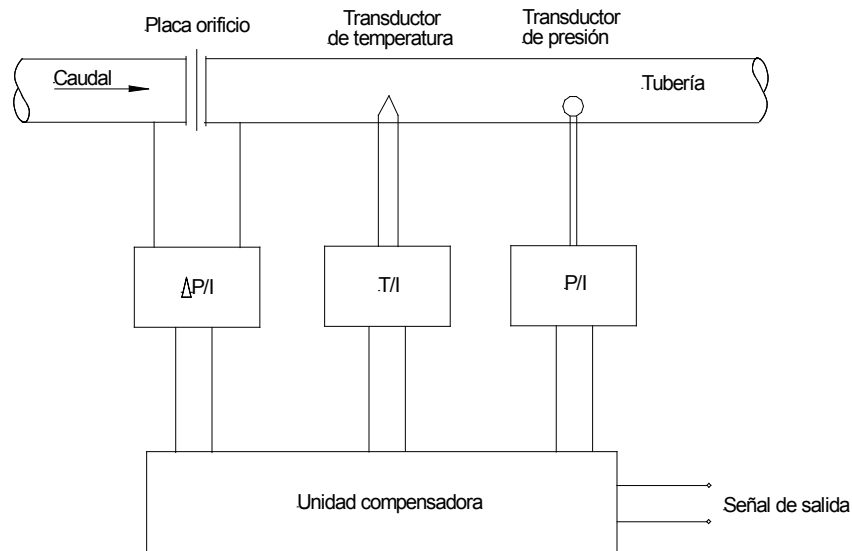 Placa orificio
Transductor
de temperatura
Transductor
de presión
Caudal
Tubería
ΔP/I
T/I
P/I
Unidad compensadora
Señal de salida